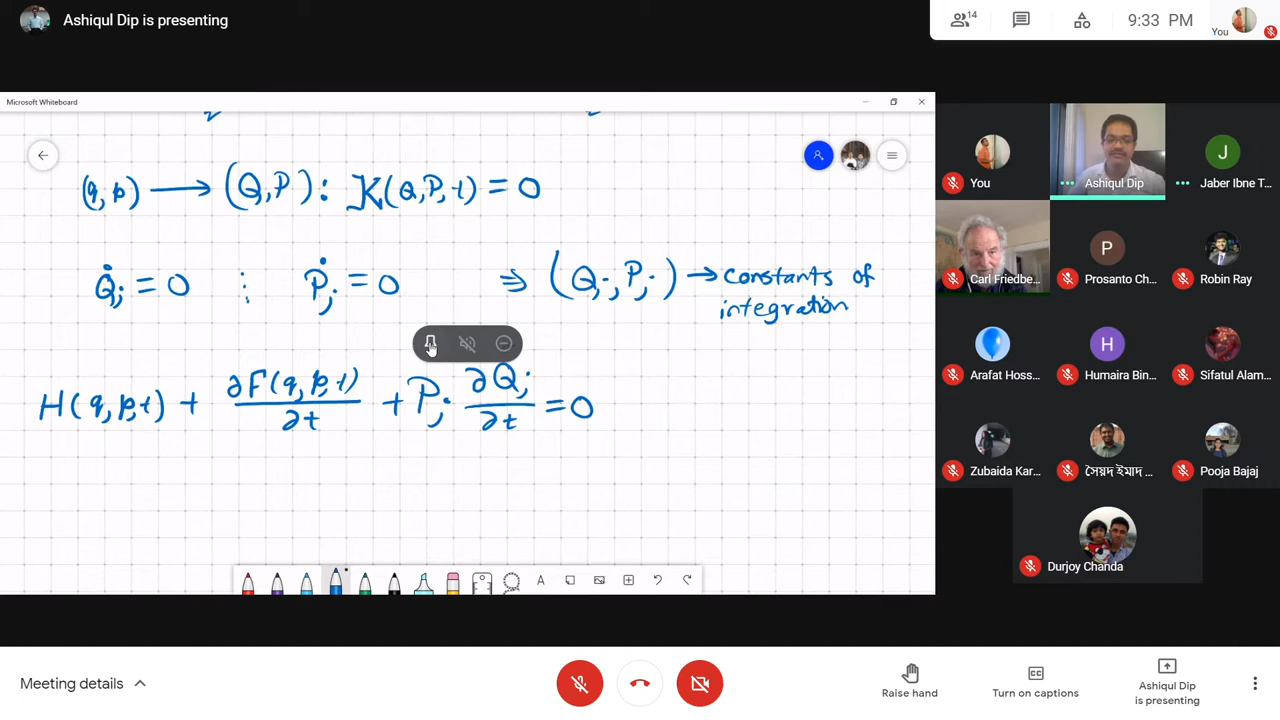 Ashiqul Dip is presenting
14
9:33 PM
You
Microsoft Whiteboard
(q, p) → (Q, P) : K(Q, P, t) = 0
Q̇ⱼ = 0 ⋮ Ṗⱼ = 0 ⇒ (Qⱼ, Pⱼ) → constants of
integration
H(q, p, t) + ∂F(q, p, t)/∂t + Pⱼ ∂Qⱼ/∂t = 0
You
Ashiqul Dip
Jaber Ibne T...
J
Carl Friedbe...
P
Prosanto Ch...
Robin Ray
Arafat Hoss...
H
Humaira Bin...
Sifatul Alam...
Zubaida Kar...
সৈয়দ ইমাদ ...
Pooja Bajaj
Durjoy Chanda
A
Meeting details
Raise hand
Turn on captions
Ashiqul Dip
is presenting